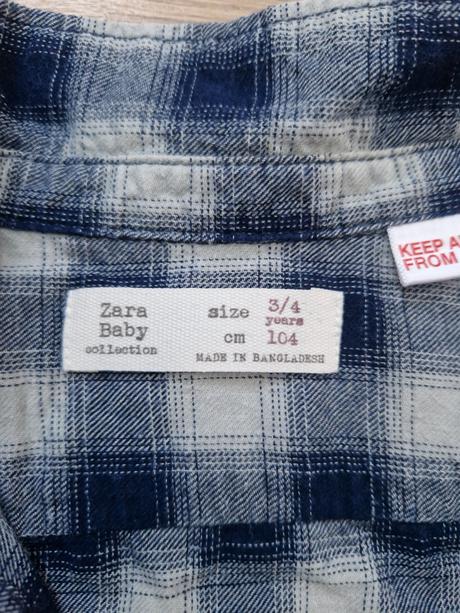 Zara
Baby
collection
size 3/4
years
cm 104
MADE IN BANGLADESH
KEEP
FROM